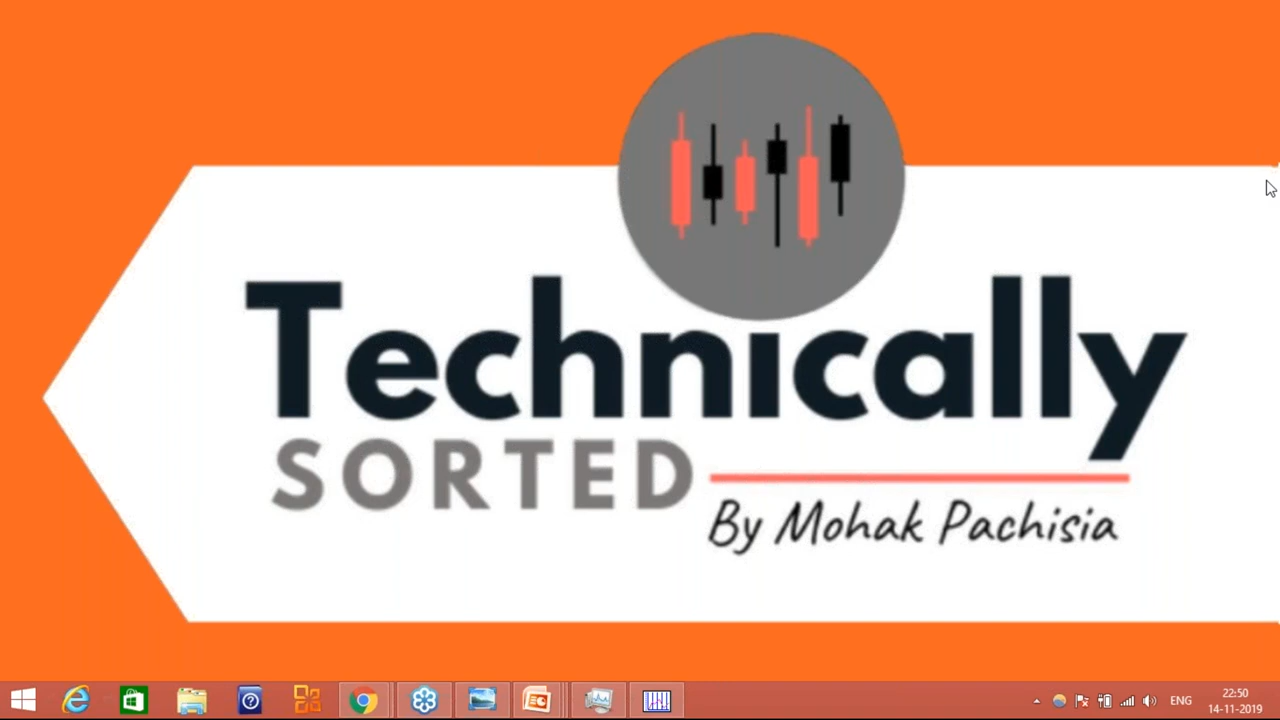 Technically
SORTED
By Mohak Pachisia
ENG
22:50
14-11-2019